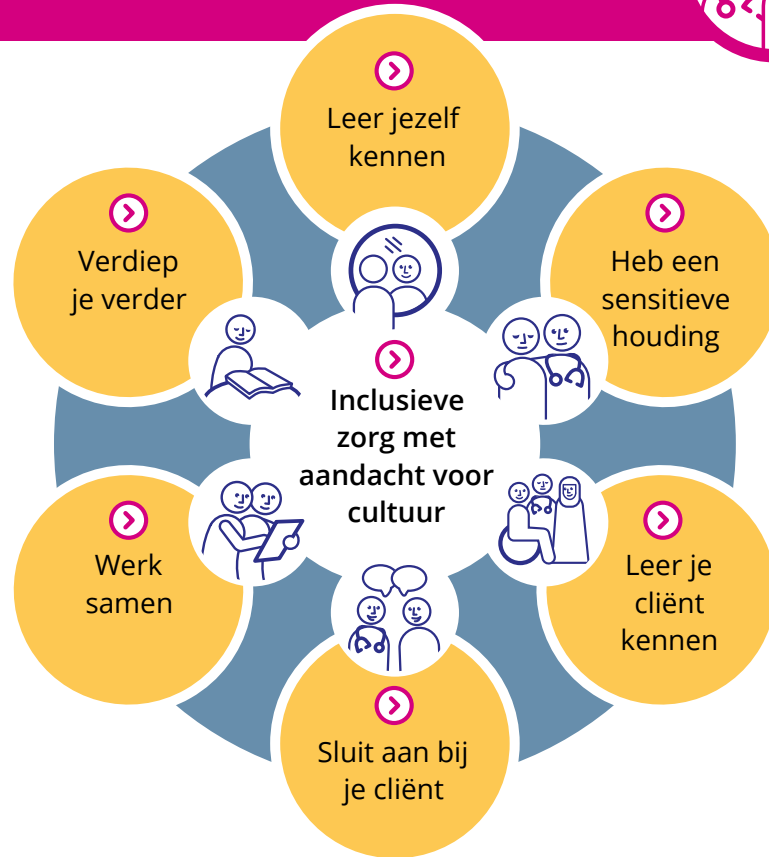 Leer jezelf
kennen
Heb een
sensitieve
houding
Leer je
cliënt
kennen
Sluit aan bij
je cliënt
Werk
samen
Verdiep
je verder
Inclusieve
zorg met
aandacht voor
cultuur